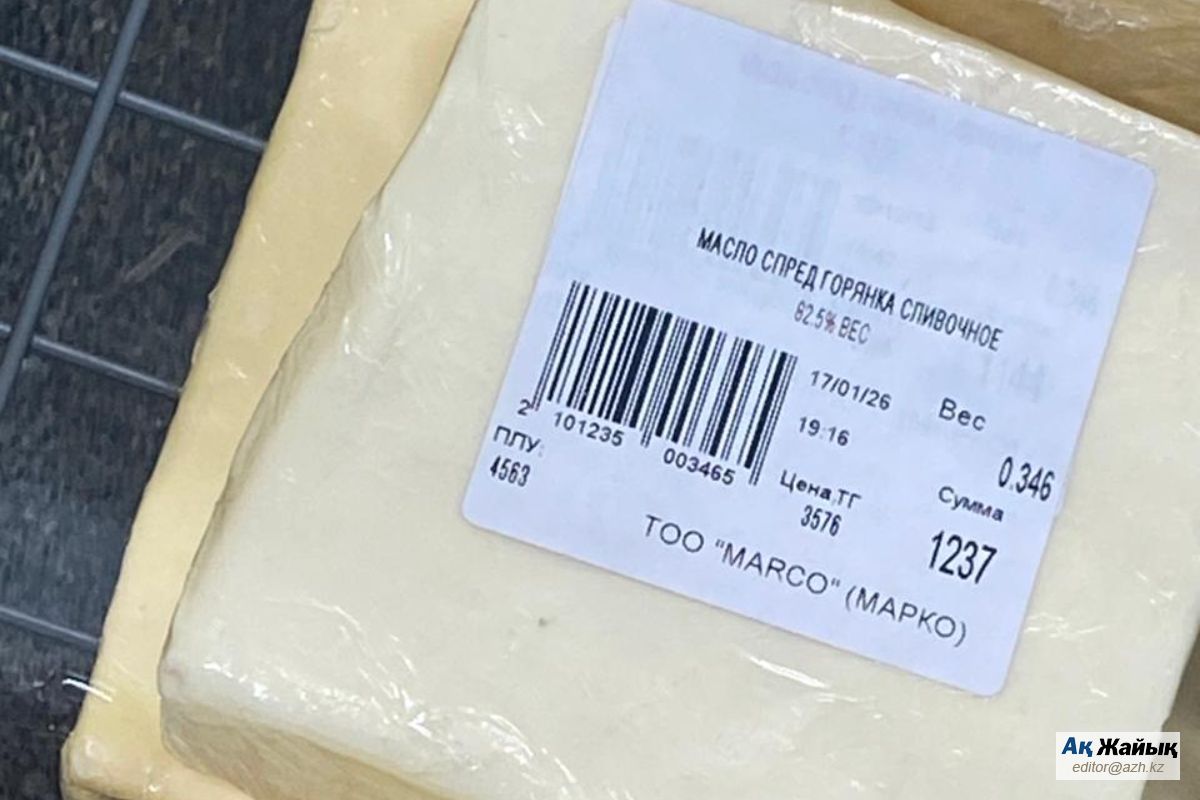 МАСЛО СПРЕД ГОРЯНКА СЛИВОЧНОЕ
82.5% ВЕС
17/01/26
Вес
19:16
0.346
2 101235 003465
ПЛУ:
4563
Цена,ТГ
3576
Сумма
1237
ТОО "MARCO" (МАРКО)
Ақ Жайық
editor@azh.kz